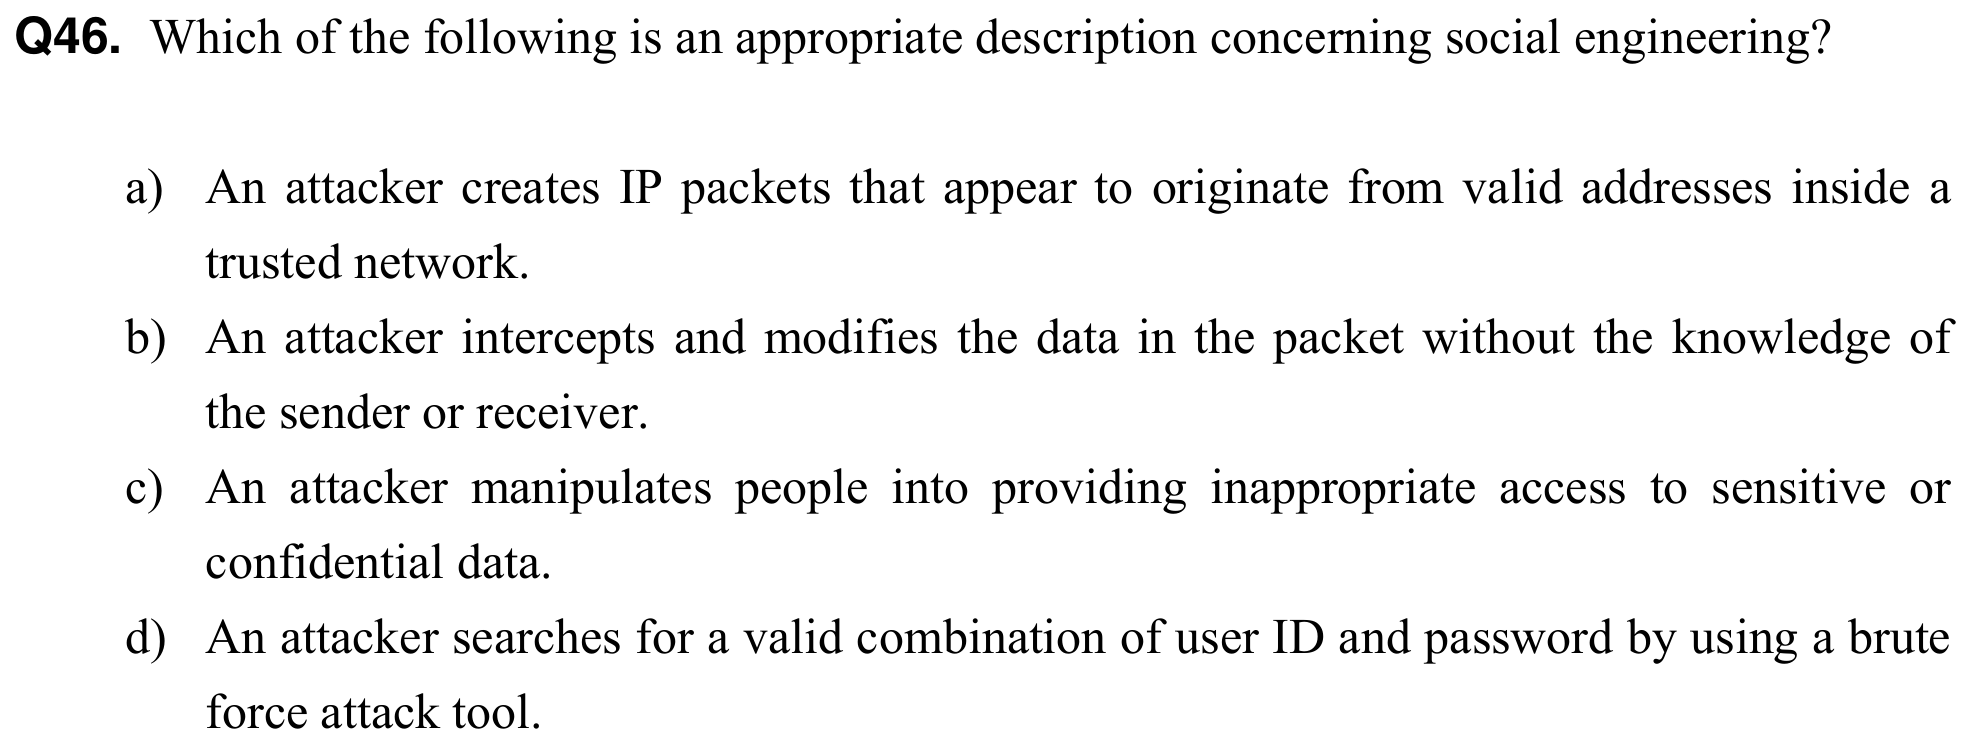 Q46. Which of the following is an appropriate description concerning social engineering?
a) An attacker creates IP packets that appear to originate from valid addresses inside a
trusted network.
b) An attacker intercepts and modifies the data in the packet without the knowledge of
the sender or receiver.
c) An attacker manipulates people into providing inappropriate access to sensitive or
confidential data.
d) An attacker searches for a valid combination of user ID and password by using a brute
force attack tool.